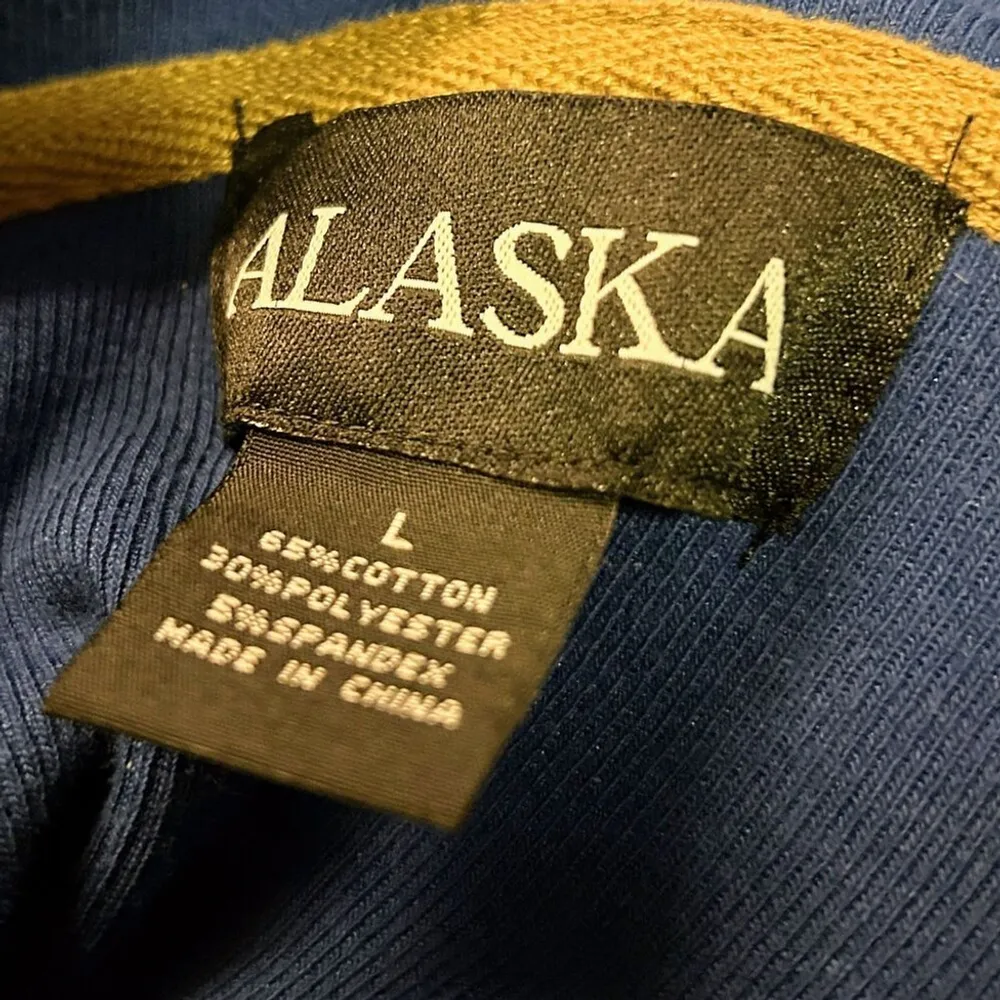 ALASKA
L
65%COTTON
30%POLYESTER
5%SPANDEX
MADE IN CHINA